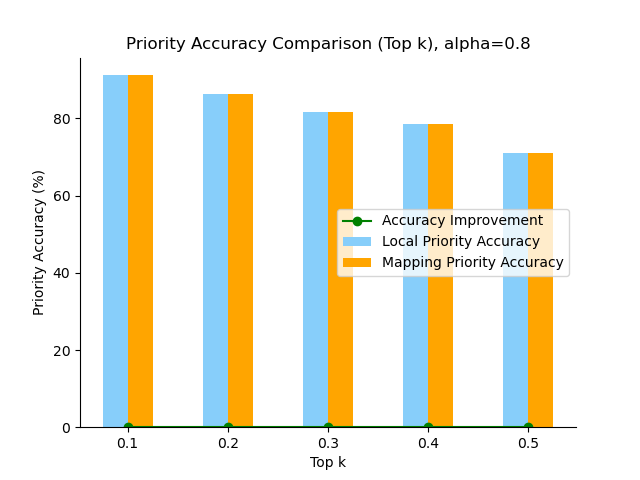 Priority Accuracy Comparison (Top k), alpha=0.8
Priority Accuracy (%)
80
60
40
20
0
Accuracy Improvement
Local Priority Accuracy
Mapping Priority Accuracy
0.1 0.2 0.3 0.4 0.5
Top k